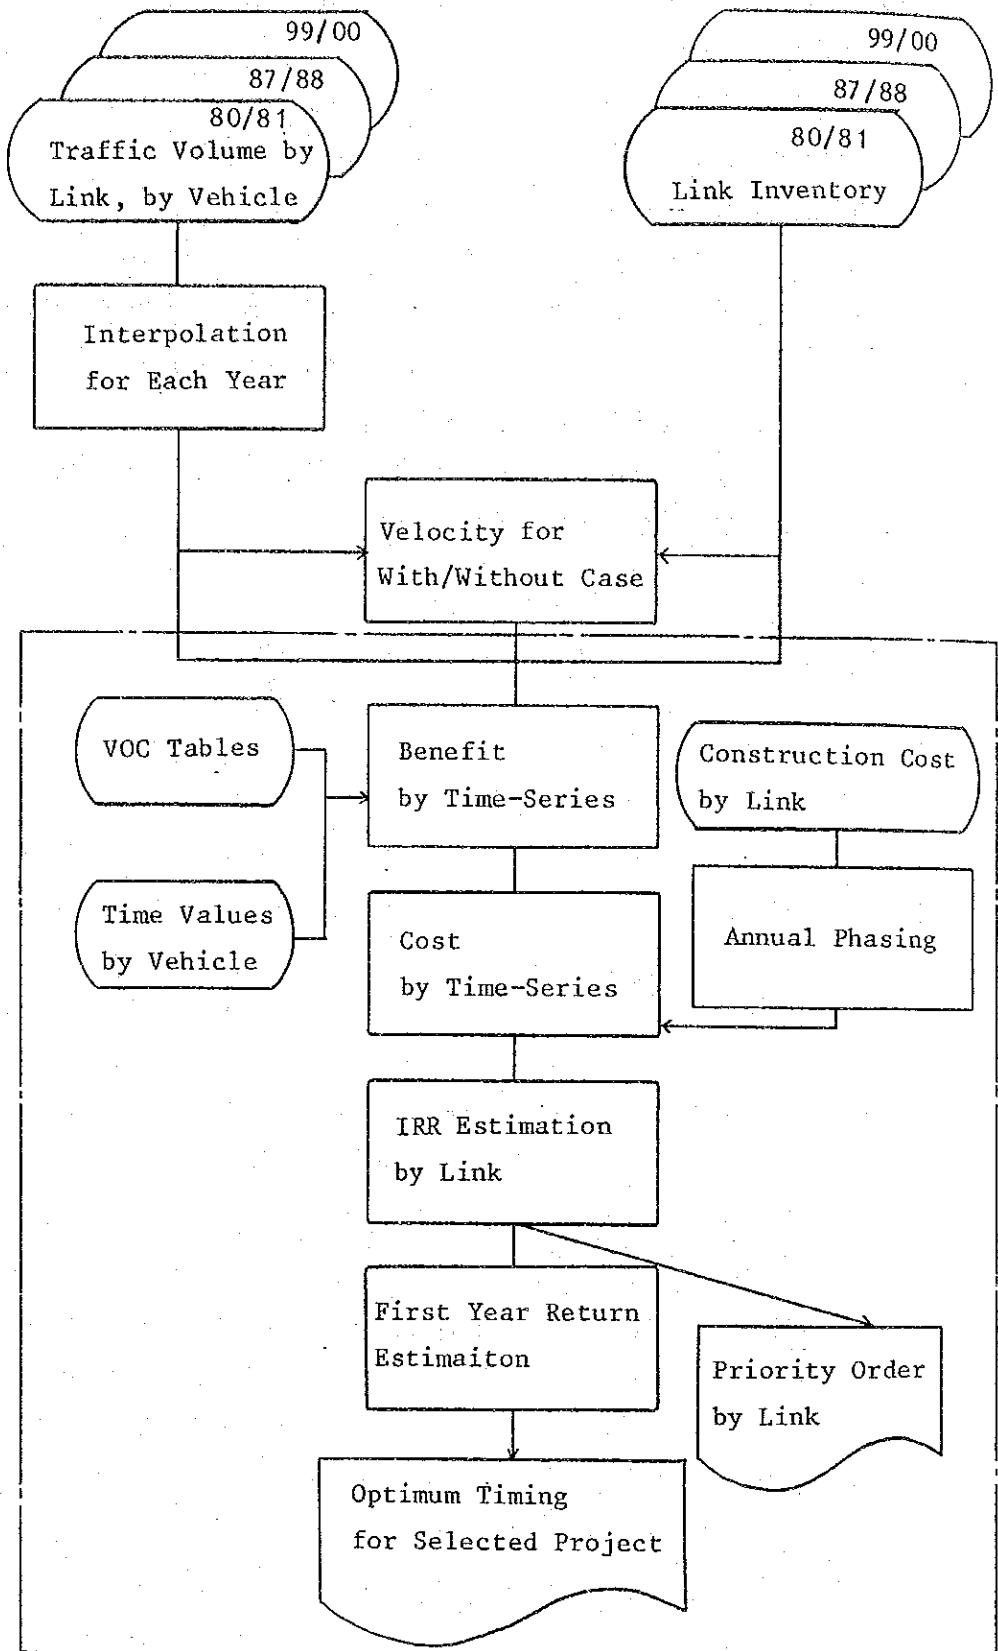 99/00
87/88
80/81
Traffic Volume by
Link, by Vehicle
99/00
87/88
80/81
Link Inventory
Interpolation
for Each Year
Velocity for
With/Without Case
VOC Tables
Benefit
by Time-Series
Construction Cost
by Link
Time Values
by Vehicle
Cost
by Time-Series
Annual Phasing
IRR Estimation
by Link
First Year Return
Estimaiton
Priority Order
by Link
Optimum Timing
for Selected Project